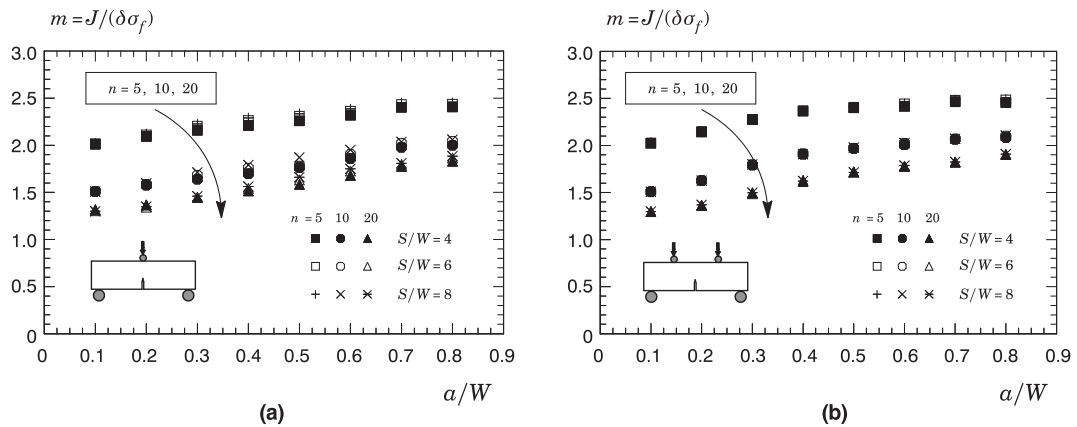 m = J/(δσf)
3.0
2.5
2.0
1.5
1.0
0.5
0
n = 5, 10, 20
n = 5 10 20
S/W = 4
S/W = 6
S/W = 8
0 0.1 0.2 0.3 0.4 0.5 0.6 0.7 0.8 0.9
a/W
(a)
m = J/(δσf)
3.0
2.5
2.0
1.5
1.0
0.5
0
n = 5, 10, 20
n = 5 10 20
S/W = 4
S/W = 6
S/W = 8
0 0.1 0.2 0.3 0.4 0.5 0.6 0.7 0.8 0.9
a/W
(b)